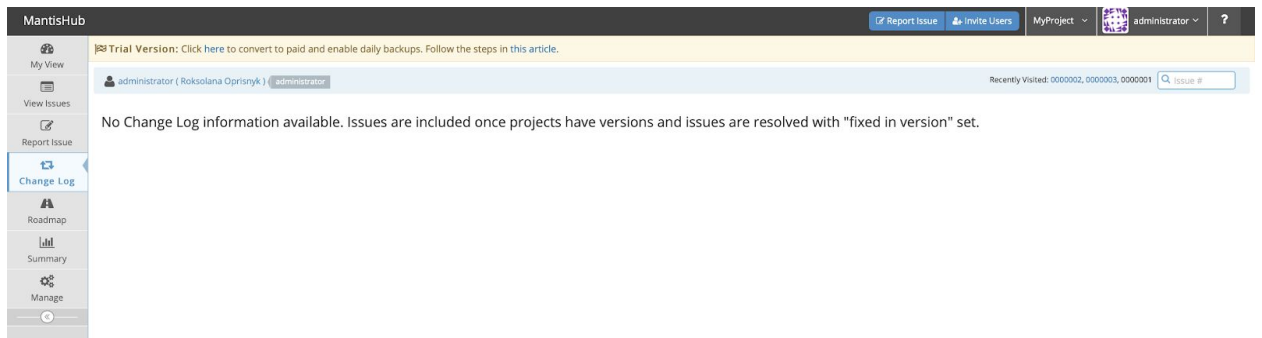 MantisHub
Report Issue
Invite Users
MyProject
administrator
?
Trial Version: Click here to convert to paid and enable daily backups. Follow the steps in this article.
administrator ( Roksolana Oprisnyk ) administrator
Recently Visited: 0000002, 0000003, 0000001
Issue #
My View
View Issues
Report Issue
Change Log
Roadmap
Summary
Manage
No Change Log information available. Issues are included once projects have versions and issues are resolved with "fixed in version" set.